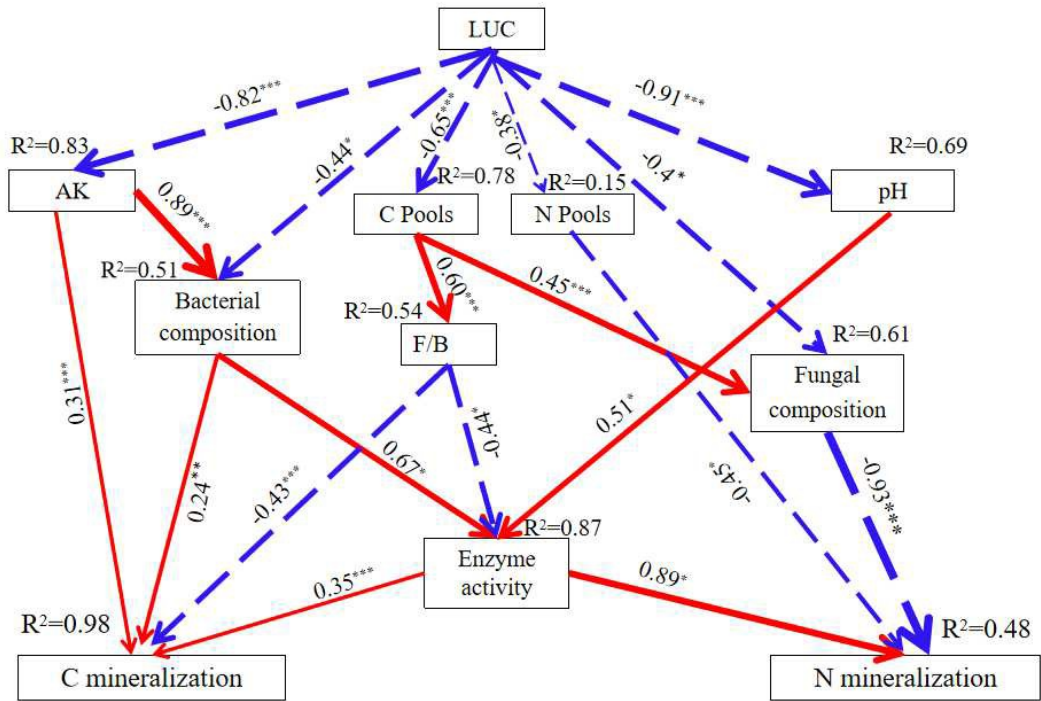 LUC
-0.82***
-0.44*
-0.65***
-0.38*
-0.4*
-0.91***
R²=0.83
AK
R²=0.78
C Pools
R²=0.15
N Pools
R²=0.69
pH
0.89***
R²=0.51
Bacterial
composition
0.60***
0.45***
R²=0.54
F/B
R²=0.61
Fungal
composition
0.31***
0.24**
-0.43***
0.67*
-0.44*
0.51*
-0.45*
-0.93***
R²=0.87
Enzyme
activity
0.35***
0.89*
R²=0.98
C mineralization
R²=0.48
N mineralization